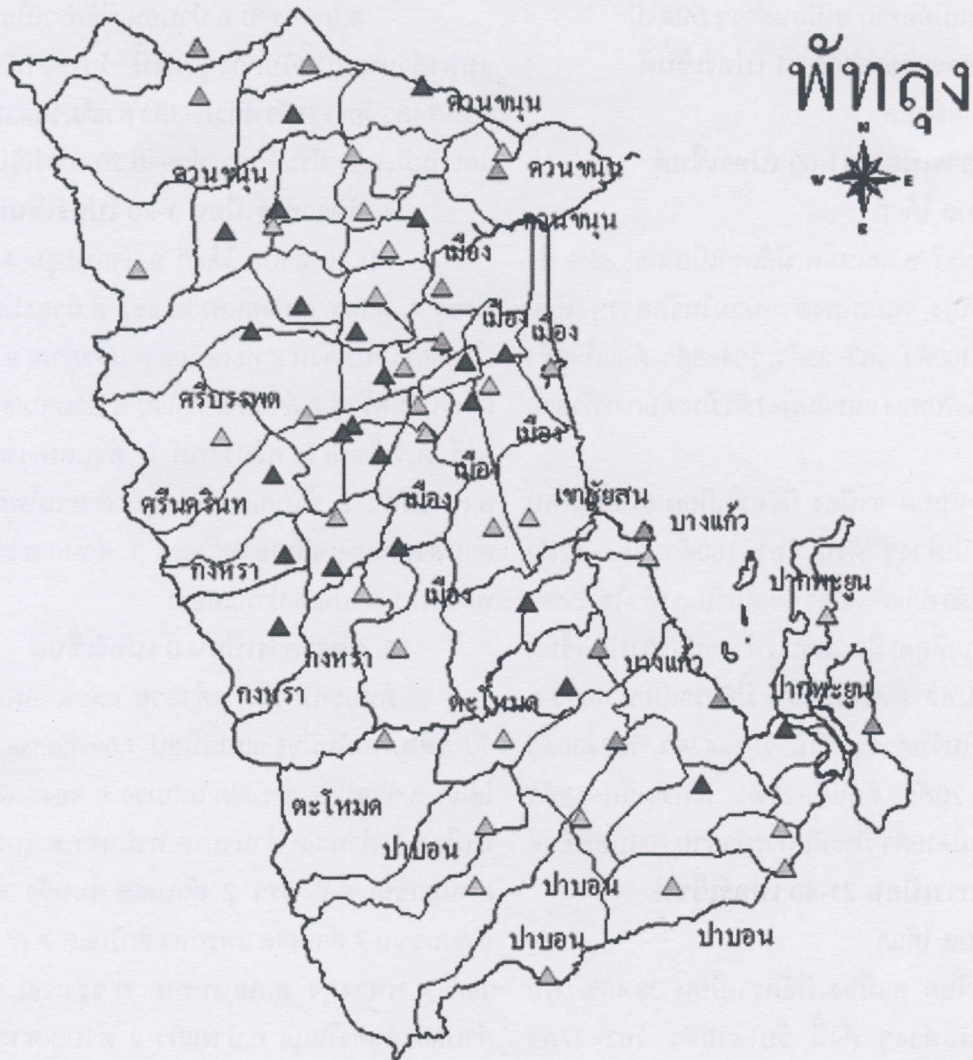 พัทลุง
N
W E
S
ควนขนุน
ควนขนุน
ควนขนุน
ควนขนุน
เมือง
เมือง
เมือง
ศรีบรรพต
เมือง
เมือง
ศรีนครินท
เมือง
เขาชัยสน
บางแก้ว
กงหรา
ปากพะยูน
เมือง
กงหรา
บางแก้ว
กงหรา
ตะโหมด
ปากพะยูน
ตะโหมด
ป่าบอน
ป่าบอน
ป่าบอน
ป่าบอน